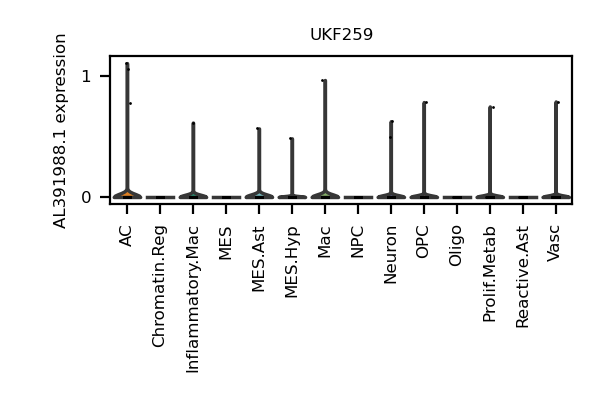 UKF259
AL391988.1 expression
1
0
AC
Chromatin.Reg
Inflammatory.Mac
MES
MES.Ast
MES.Hyp
Mac
NPC
Neuron
OPC
Oligo
Prolif.Metab
Reactive.Ast
Vasc